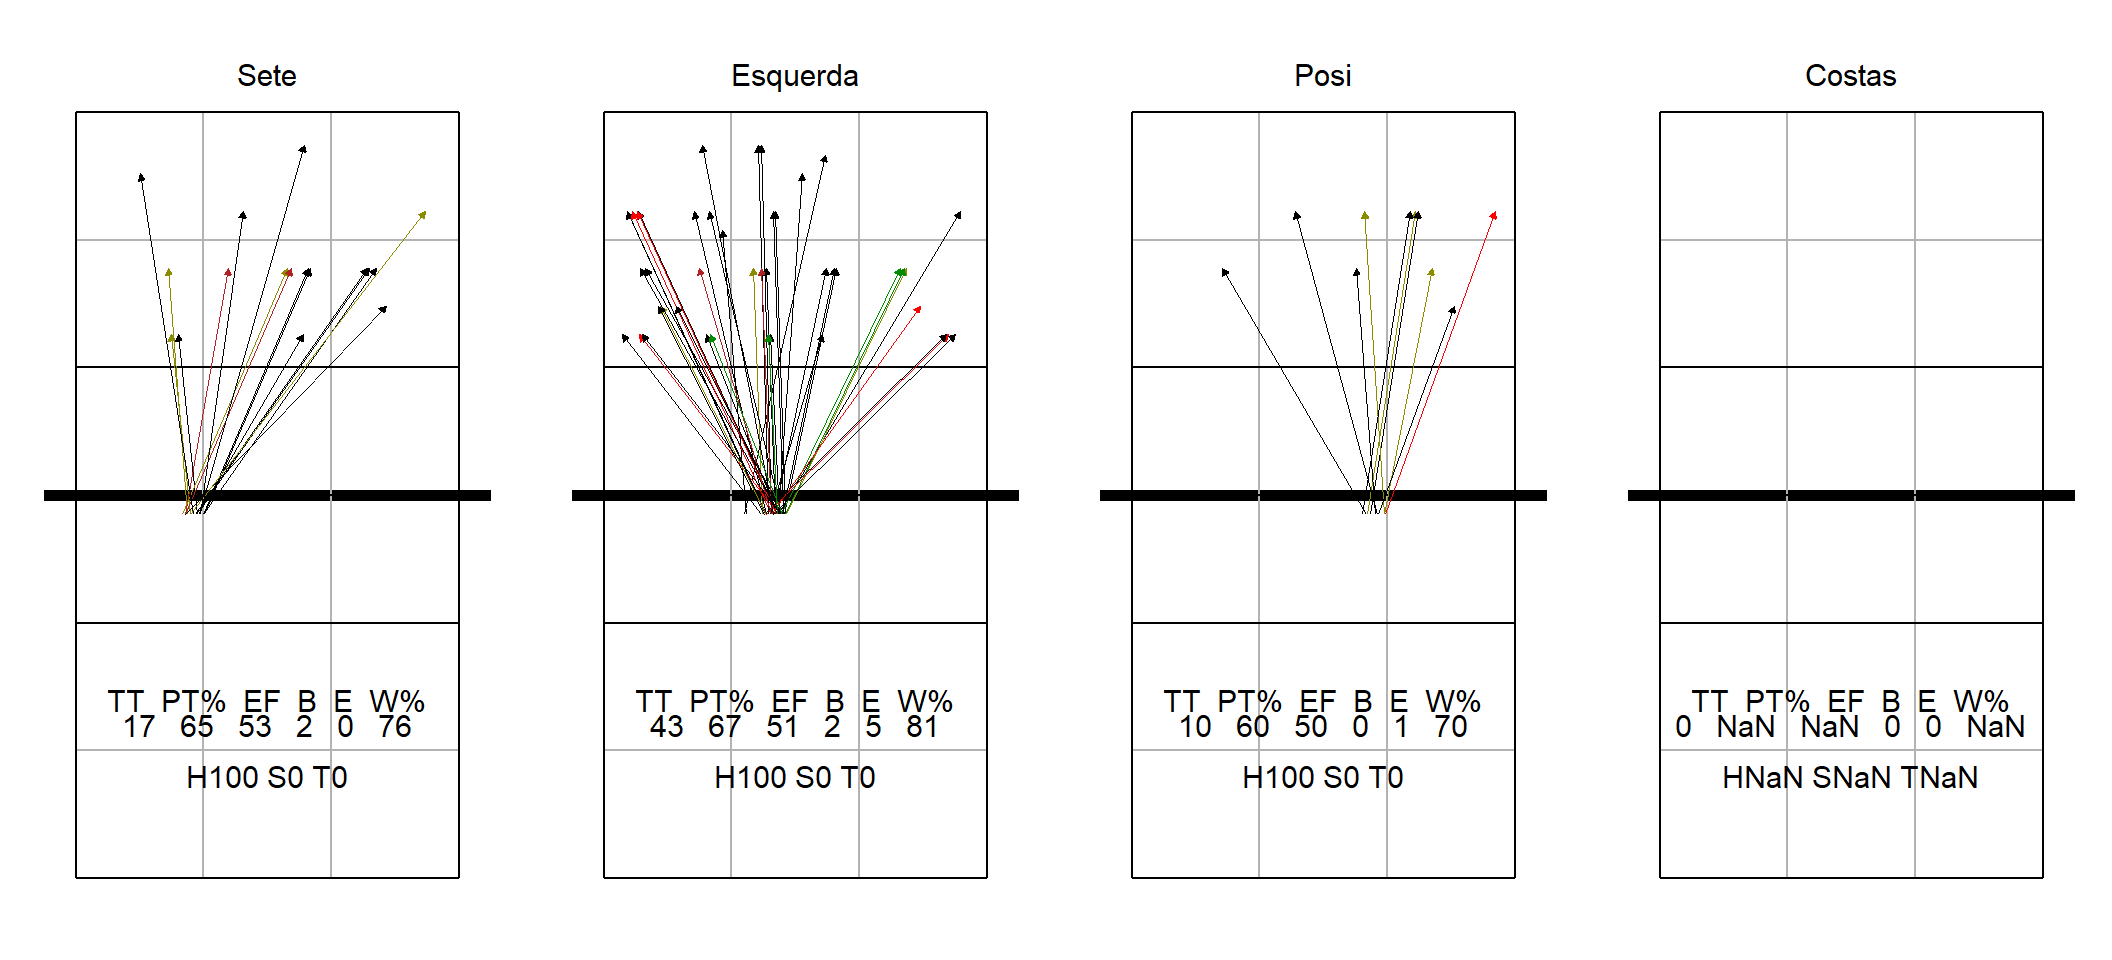 Sete
TT PT% EF B E W%
17 65 53 2 0 76
H100 S0 T0
Esquerda
TT PT% EF B E W%
43 67 51 2 5 81
H100 S0 T0
Posi
TT PT% EF B E W%
10 60 50 0 1 70
H100 S0 T0
Costas
TT PT% EF B E W%
0 NaN NaN 0 0 NaN
HNaN SNaN TNaN